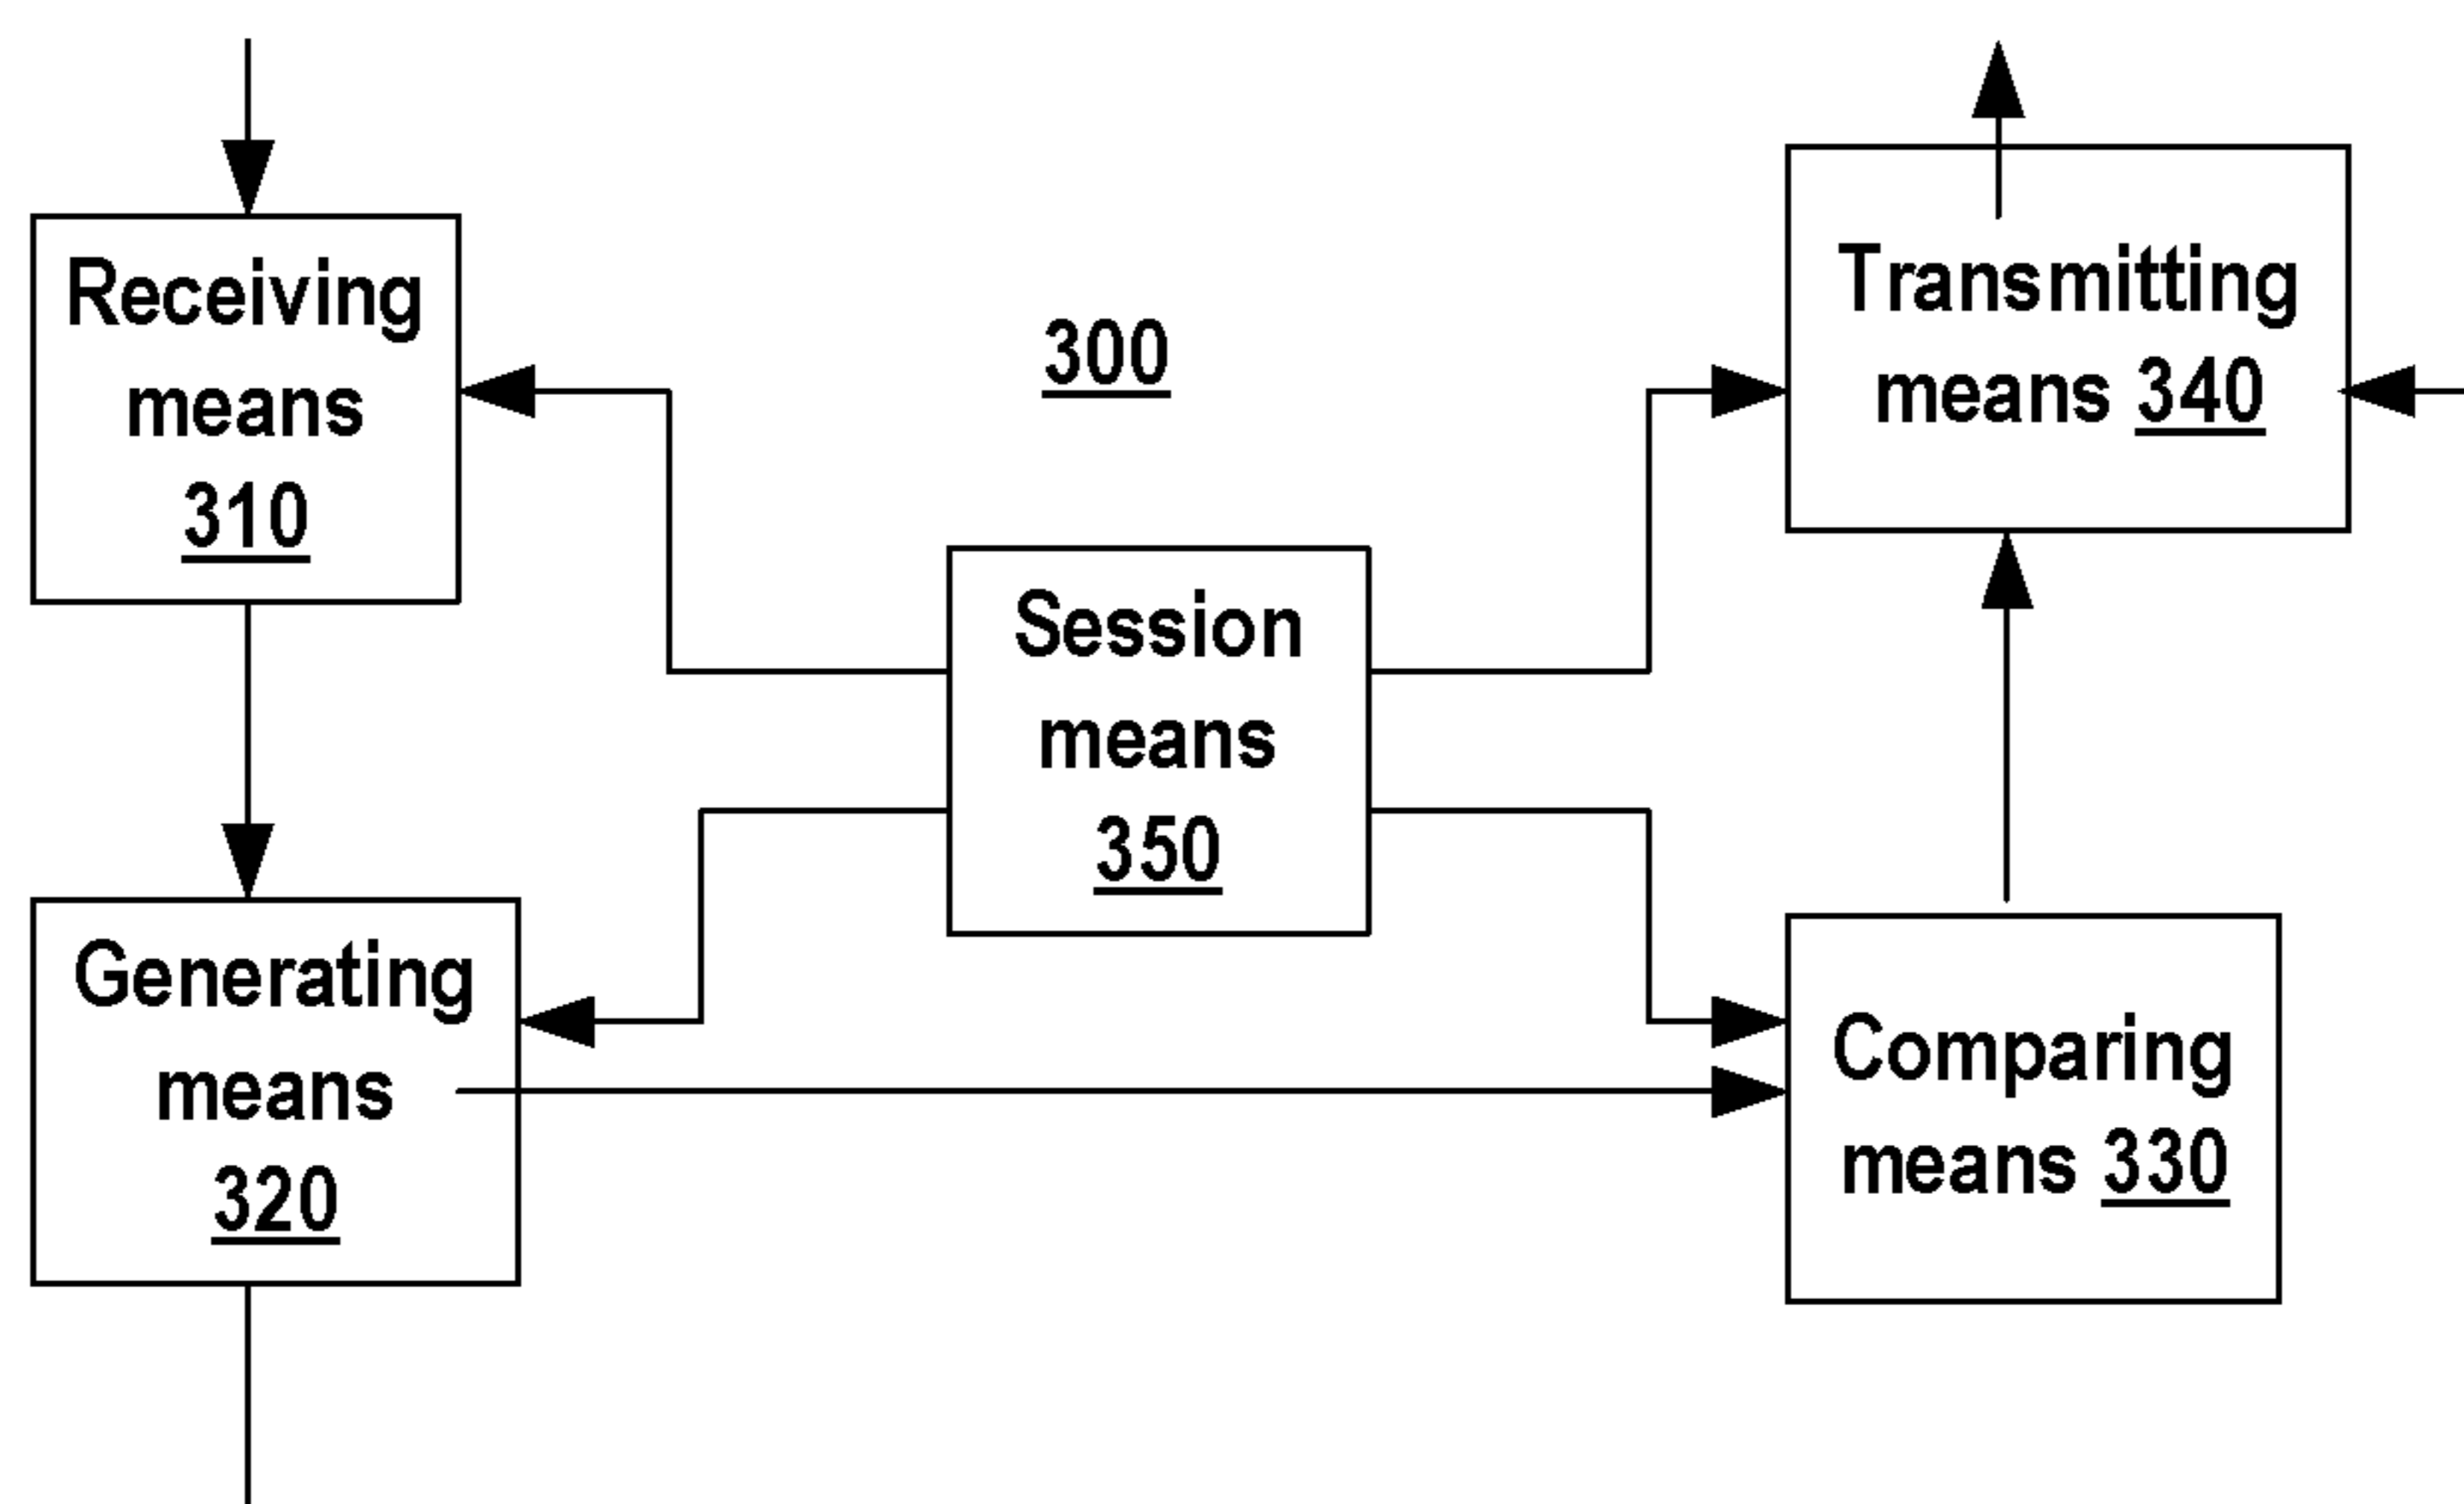 Receiving
means
310
300
Transmitting
means 340
Session
means
350
Generating
means
320
Comparing
means 330